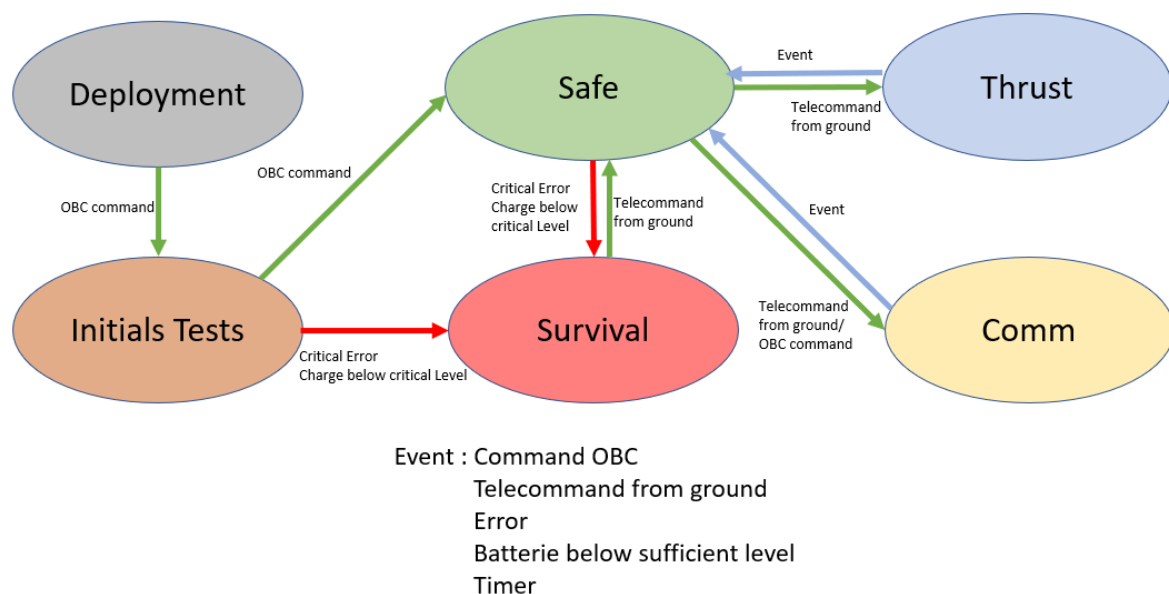 Deployment
Safe
Thrust
Event
Telecommand
from ground
OBC command
OBC command
Critical Error
Charge below
critical Level
Telecommand
from ground
Event
Initials Tests
Survival
Comm
Telecommand
from ground/
OBC command
Critical Error
Charge below critical Level
Event : Command OBC
Telecommand from ground
Error
Batterie below sufficient level
Timer